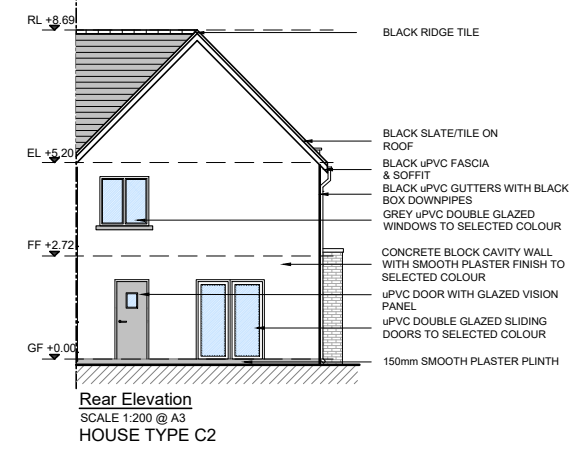 RL +8.69
BLACK RIDGE TILE
BLACK SLATE/TILE ON
ROOF
EL +5.20
BLACK uPVC FASCIA
& SOFFIT
BLACK uPVC GUTTERS WITH BLACK
BOX DOWNPIPES
GREY uPVC DOUBLE GLAZED
WINDOWS TO SELECTED COLOUR
FF +2.72
CONCRETE BLOCK CAVITY WALL
WITH SMOOTH PLASTER FINISH TO
SELECTED COLOUR
uPVC DOOR WITH GLAZED VISION
PANEL
uPVC DOUBLE GLAZED SLIDING
DOORS TO SELECTED COLOUR
GF +0.00
150mm SMOOTH PLASTER PLINTH
Rear Elevation
SCALE 1:200 @ A3
HOUSE TYPE C2